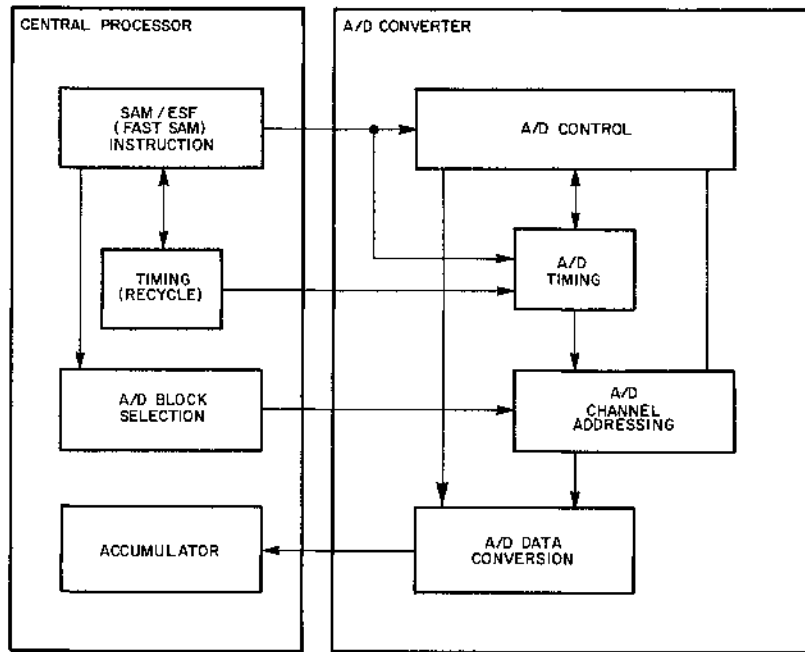 CENTRAL PROCESSOR
A/D CONVERTER
SAM/ESF
(FAST SAM)
INSTRUCTION
A/D CONTROL
TIMING
(RECYCLE)
A/D
TIMING
A/D BLOCK
SELECTION
A/D
CHANNEL
ADDRESSING
ACCUMULATOR
A/D DATA
CONVERSION